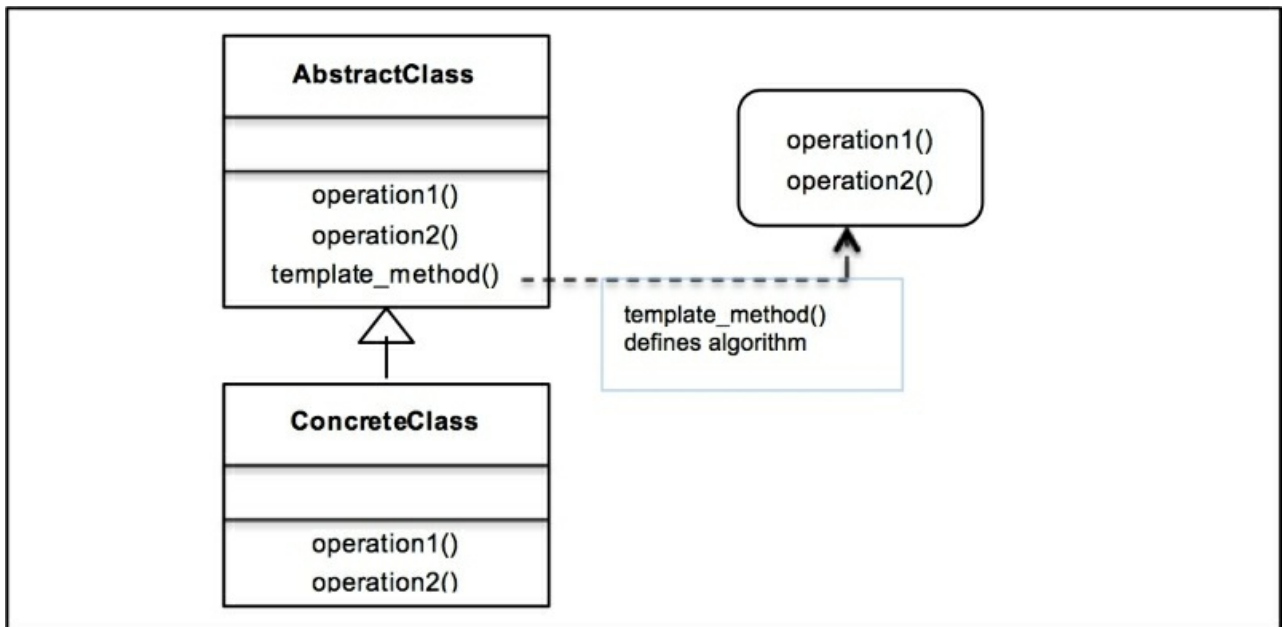 AbstractClass
operation1()
operation2()
template_method()
operation1()
operation2()
template_method()
defines algorithm
ConcreteClass
operation1()
operation2()